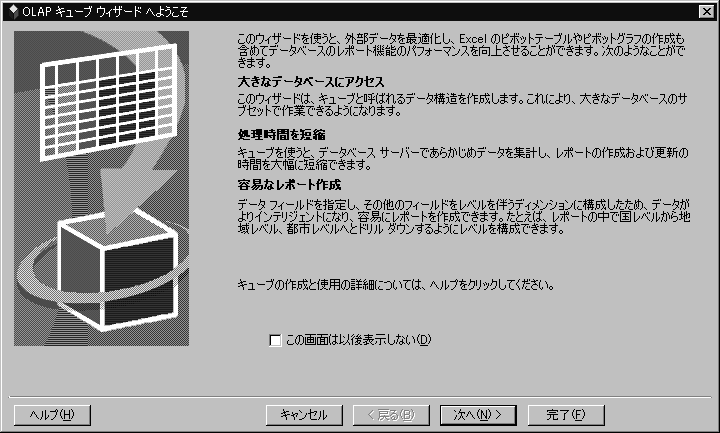 OLAP キューブ ウィザード へようこそ
このウィザードを使うと、外部データを最適化し、Excel のピボットテーブルやピボットグラフの作成も
含めてデータベースのレポート機能のパフォーマンスを向上させることができます。次のようなことがで
きます。
大きなデータベースにアクセス
このウィザードは、キューブと呼ばれるデータ構造を作成します。これにより、大きなデータベースのサ
ブセットで作業できるようになります。
処理時間を短縮
キューブを使うと、データベース サーバーであらかじめデータを集計し、レポートの作成および更新の
時間を大幅に短縮できます。
容易なレポート作成
データ フィールドを指定し、その他のフィールドをレベルを伴うディメンションに構成したため、データが
よりインテリジェントになり、容易にレポートを作成できます。たとえば、レポートの中で国レベルから地
域レベル、都市レベルへとドリル ダウンするようにレベルを構成できます。
キューブの作成と使用の詳細については、ヘルプをクリックしてください。
この画面は以後表示しない(D)
ヘルプ(H)
キャンセル
< 戻る(B)
次へ(N) >
完了(F)